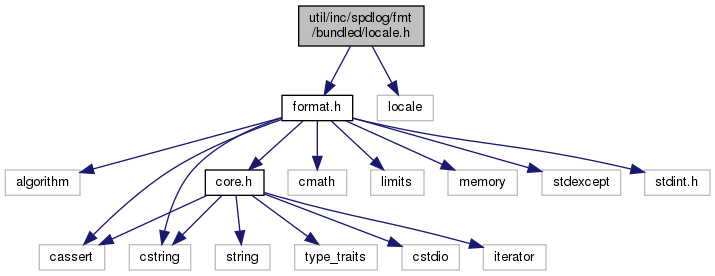 util/inc/spdlog/fmt
/bundled/locale.h
format.h
locale
algorithm
core.h
cmath
limits
memory
stdexcept
stdint.h
cassert
cstring
string
type_traits
cstdio
iterator